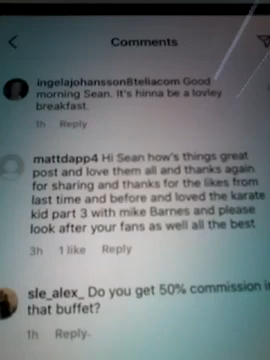 Comments
ingelajohansson8teliacom Good
morning Sean. It's hinna be a lovley
breakfast.
1h Reply
mattdapp4 Hi Sean how's things great
post and love them all and thanks again
for sharing and thanks for the likes from
last time and before and loved the karate
kid part 3 with mike Barnes and please
look after your fans as well all the best
3h 1 like Reply
sle_alex_ Do you get 50% commission in
that buffet?
1h Reply